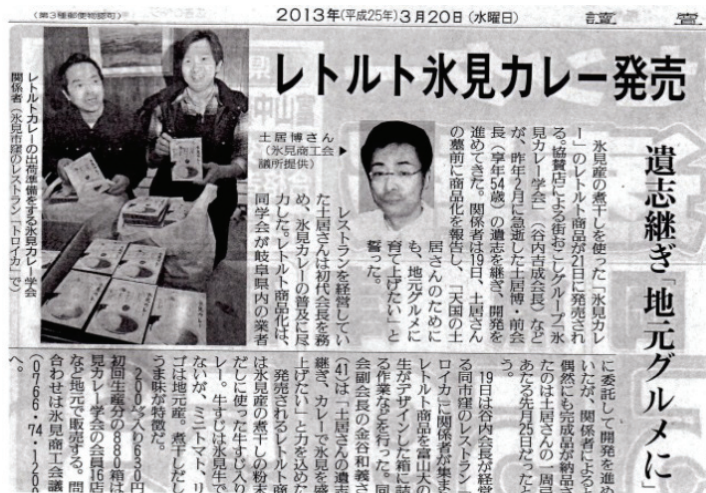 (第3種郵便物認可)
2013年(平成25年)3月20日(水曜日)
讀賣
レトルト氷見カレー発売
遺志継ぎ「地元グルメに」
氷見産の煮干しを使った「氷見カレ
ー」のレトルト商品が21日に発売され
る。協賛店による街おこしグループ「氷
見カレー学会」(谷内吉成会長)など
が、昨年2月に急逝した土居博・前会
長(享年54歳)の遺志を継ぎ、開発を
進めてきた。関係者は19日、土居さん
の墓前に商品化を報告し、「天国の土
居さんのために
も、地元グルメに
育て上げたい」と
誓った。
土居博さん
(氷見商工会
議所提供)▶
レストランを経営してい
た土居さんは初代会長を務
め、氷見カレーの普及に尽
力した。レトルト商品化は、
同学会が岐阜県内の業者
レトルトカレーの出荷準備をする氷見カレー学会
関係者(氷見市窪のレストラン「トロイカ」で)
に委託して開発を進め
いたが、関係者によると
偶然にも完成品が納品さ
たのは土居さんの一周忌
あたる先月25日だったと
う。
19日は谷内会長が経営
る同市窪のレストラン「
ロイカ」に関係者が集ま
レトルト商品を富山大の
生がデザインした箱に詰
る作業などを行った。同
会副会長の金谷和義さ
(41)は「土居さんの遺志
継ぎ、カレーで氷見を盛
上げたい」と力を込めた
発売されるレトルト商
は氷見産の煮干しの粉末
だしに使った牛すじ入り
レー。牛すじは氷見牛で
ないが、ミニトマト、リ
ゴは地元産。煮干しだし
うま味が特徴だ。
200㌘入り630円
初回生産分の880箱は
見カレー学会の会員16店
など地元で販売する。問
合わせは氷見商工会議
(0766・74・1200
へ。